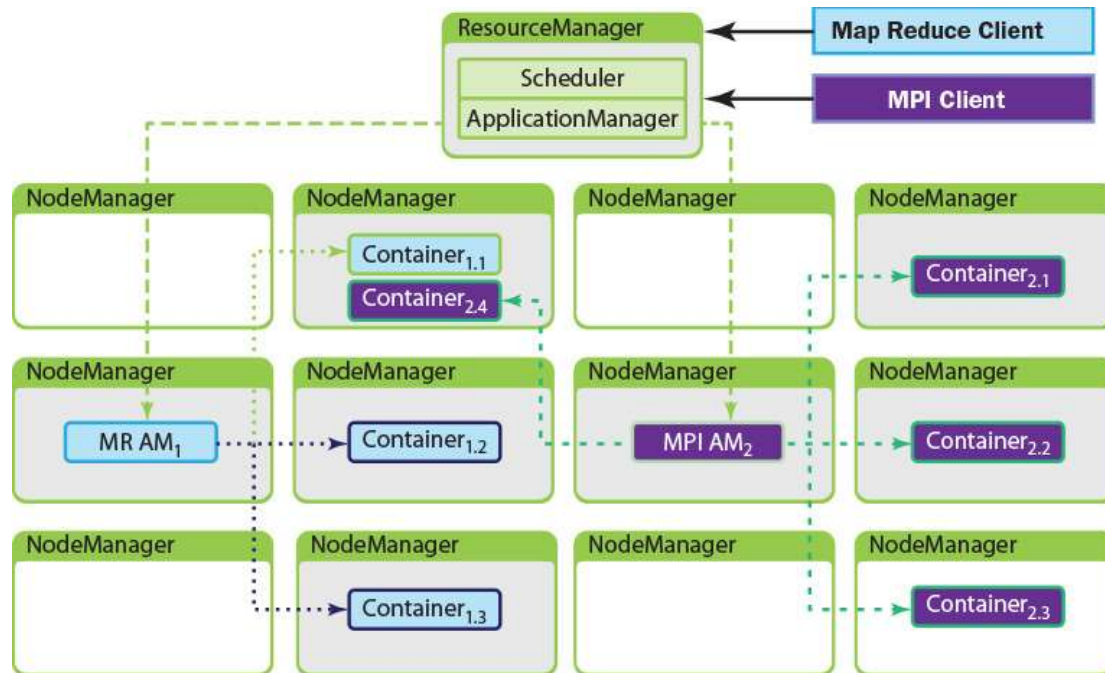 ResourceManager
Map Reduce Client
Scheduler
MPI Client
ApplicationManager
NodeManager
NodeManager
NodeManager
NodeManager
Container1.1
Container2.1
Container2.4
NodeManager
NodeManager
NodeManager
NodeManager
MR AM1
Container1.2
MPI AM2
Container2.2
NodeManager
NodeManager
NodeManager
NodeManager
Container1.3
Container2.3